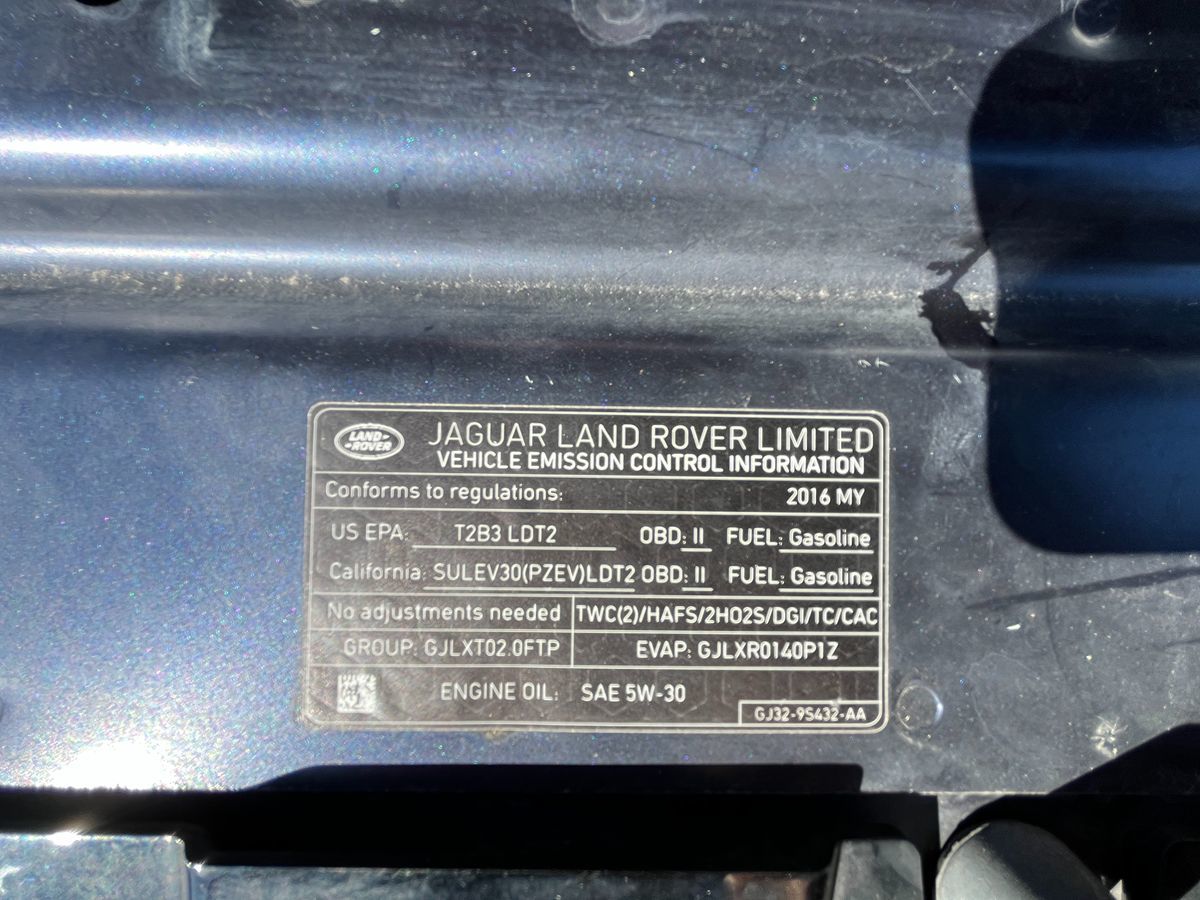 LAND ROVER
JAGUAR LAND ROVER LIMITED
VEHICLE EMISSION CONTROL INFORMATION
Conforms to regulations: 2016 MY
US EPA: T2B3 LDT2 OBD: II FUEL: Gasoline
California: SULEV30(PZEV)LDT2 OBD: II FUEL: Gasoline
No adjustments needed TWC(2)/HAFS/2HO2S/DGI/TC/CAC
GROUP: GJLXT02.0FTP EVAP: GJLXR0140P1Z
ENGINE OIL: SAE 5W-30
GJ32-9S432-AA